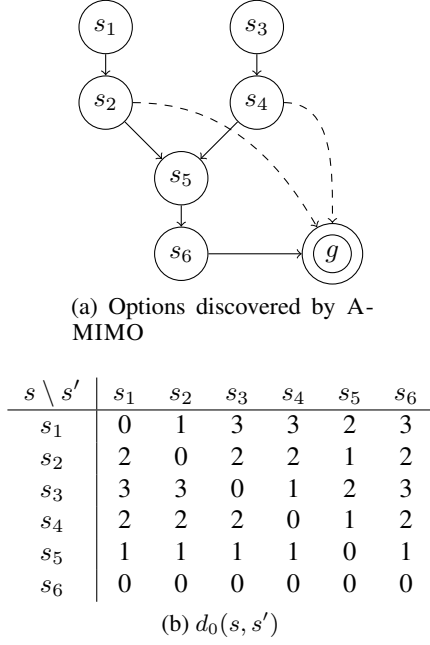 s₁ s₃
s₂ s₄
s₅
s₆ g
(a) Options discovered by A-
MIMO
s \ s′ s₁ s₂ s₃ s₄ s₅ s₆
s₁ 0 1 3 3 2 3
s₂ 2 0 2 2 1 2
s₃ 3 3 0 1 2 3
s₄ 2 2 2 0 1 2
s₅ 1 1 1 1 0 1
s₆ 0 0 0 0 0 0
(b) d₀(s, s′)